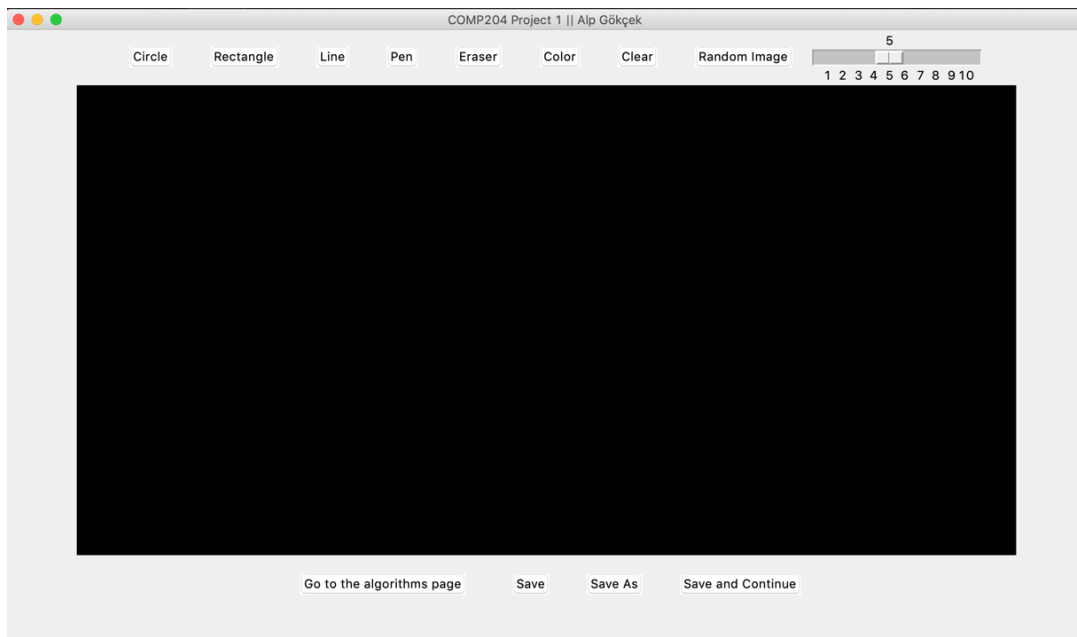 COMP204 Project 1 || Alp Gökçek
5
Circle Rectangle Line Pen Eraser Color Clear Random Image
1 2 3 4 5 6 7 8 9 10
Go to the algorithms page Save Save As Save and Continue